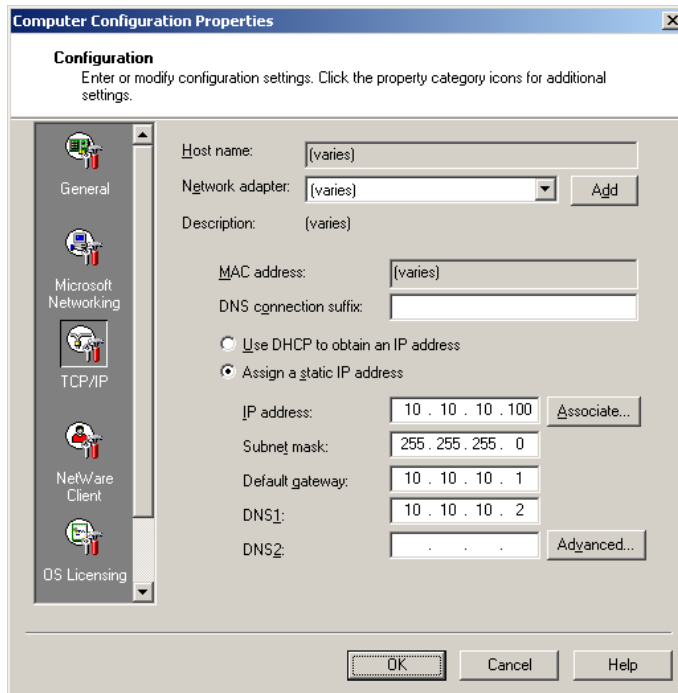 Computer Configuration Properties
Configuration
Enter or modify configuration settings. Click the property category icons for additional
settings.
General
Microsoft
Networking
TCP/IP
NetWare
Client
OS Licensing
Host name: (varies)
Network adapter: (varies) Add
Description: (varies)
MAC address: (varies)
DNS connection suffix:
Use DHCP to obtain an IP address
Assign a static IP address
IP address: 10 . 10 . 10 . 100 Associate...
Subnet mask: 255 . 255 . 255 . 0
Default gateway: 10 . 10 . 10 . 1
DNS1: 10 . 10 . 10 . 2
DNS2: . . . Advanced...
OK Cancel Help